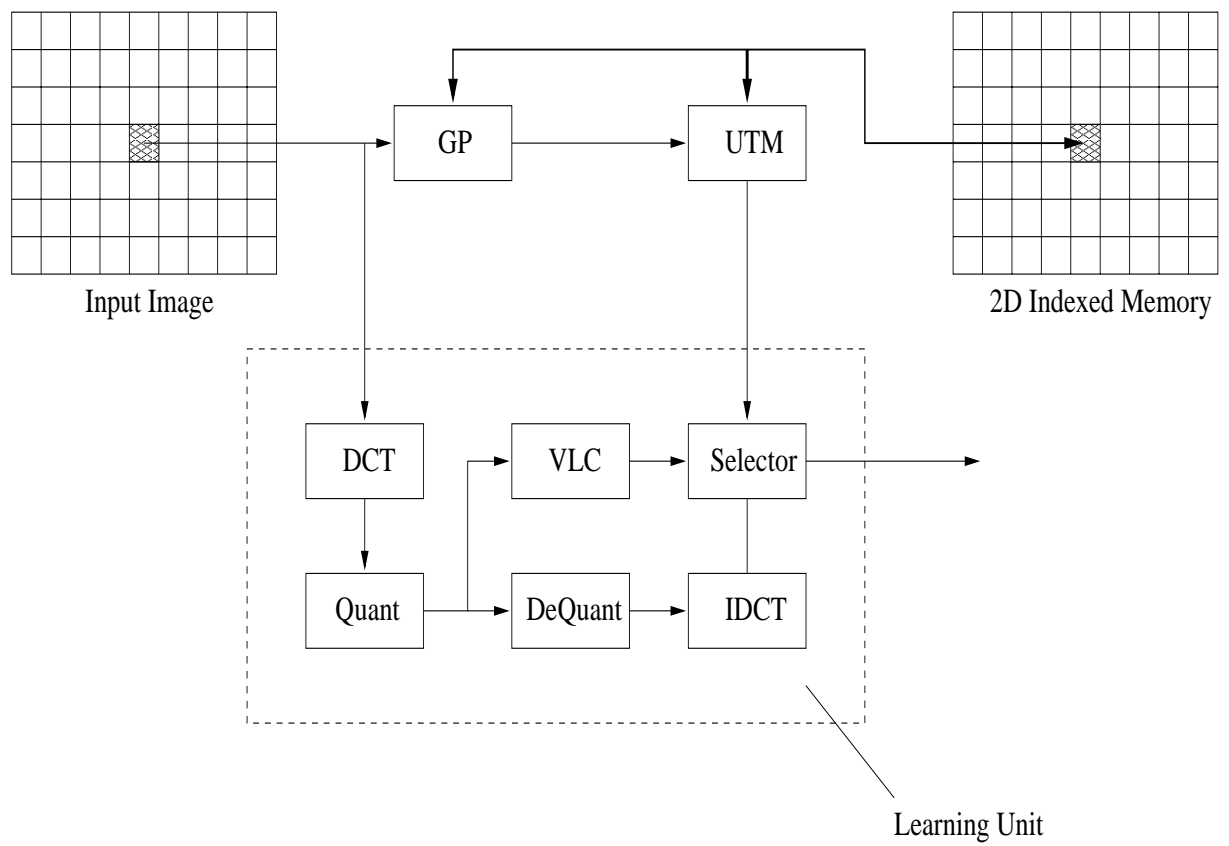 GP
UTM
Input Image
2D Indexed Memory
DCT
VLC
Selector
Quant
DeQuant
IDCT
Learning Unit